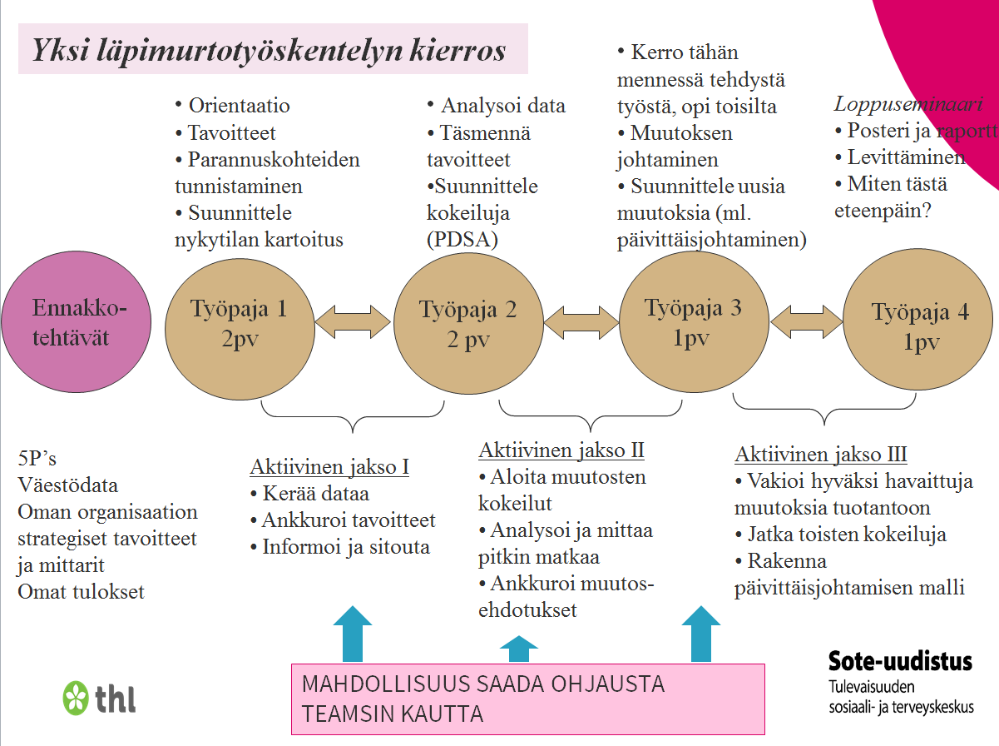 Yksi läpimurtotyöskentelyn kierros
• Orientaatio
• Tavoitteet
• Parannuskohteiden
tunnistaminen
• Suunnittele
nykytilan kartoitus
• Analysoi data
• Täsmennä
tavoitteet
•Suunnittele
kokeiluja
(PDSA)
• Kerro tähän
mennessä tehdystä
työstä, opi toisilta
• Muutoksen
johtaminen
• Suunnittele uusia
muutoksia (ml.
päivittäisjohtaminen)
Loppuseminaari
• Posteri ja raportt
• Levittäminen
• Miten tästä
eteenpäin?
Ennakko-
tehtävät
Työpaja 1
2pv
Työpaja 2
2 pv
Työpaja 3
1pv
Työpaja 4
1pv
5P’s
Väestödata
Oman organisaation
strategiset tavoitteet
ja mittarit
Omat tulokset
Aktiivinen jakso I
• Kerää dataa
• Ankkuroi tavoitteet
• Informoi ja sitouta
Aktiivinen jakso II
• Aloita muutosten
kokeilut
• Analysoi ja mittaa
pitkin matkaa
• Ankkuroi muutos-
ehdotukset
Aktiivinen jakso III
• Vakioi hyväksi havaittuja
muutoksia tuotantoon
• Jatka toisten kokeiluja
• Rakenna
päivittäisjohtamisen malli
MAHDOLLISUUS SAADA OHJAUSTA
TEAMSIN KAUTTA
thl
Sote-uudistus
Tulevaisuuden
sosiaali- ja terveyskeskus